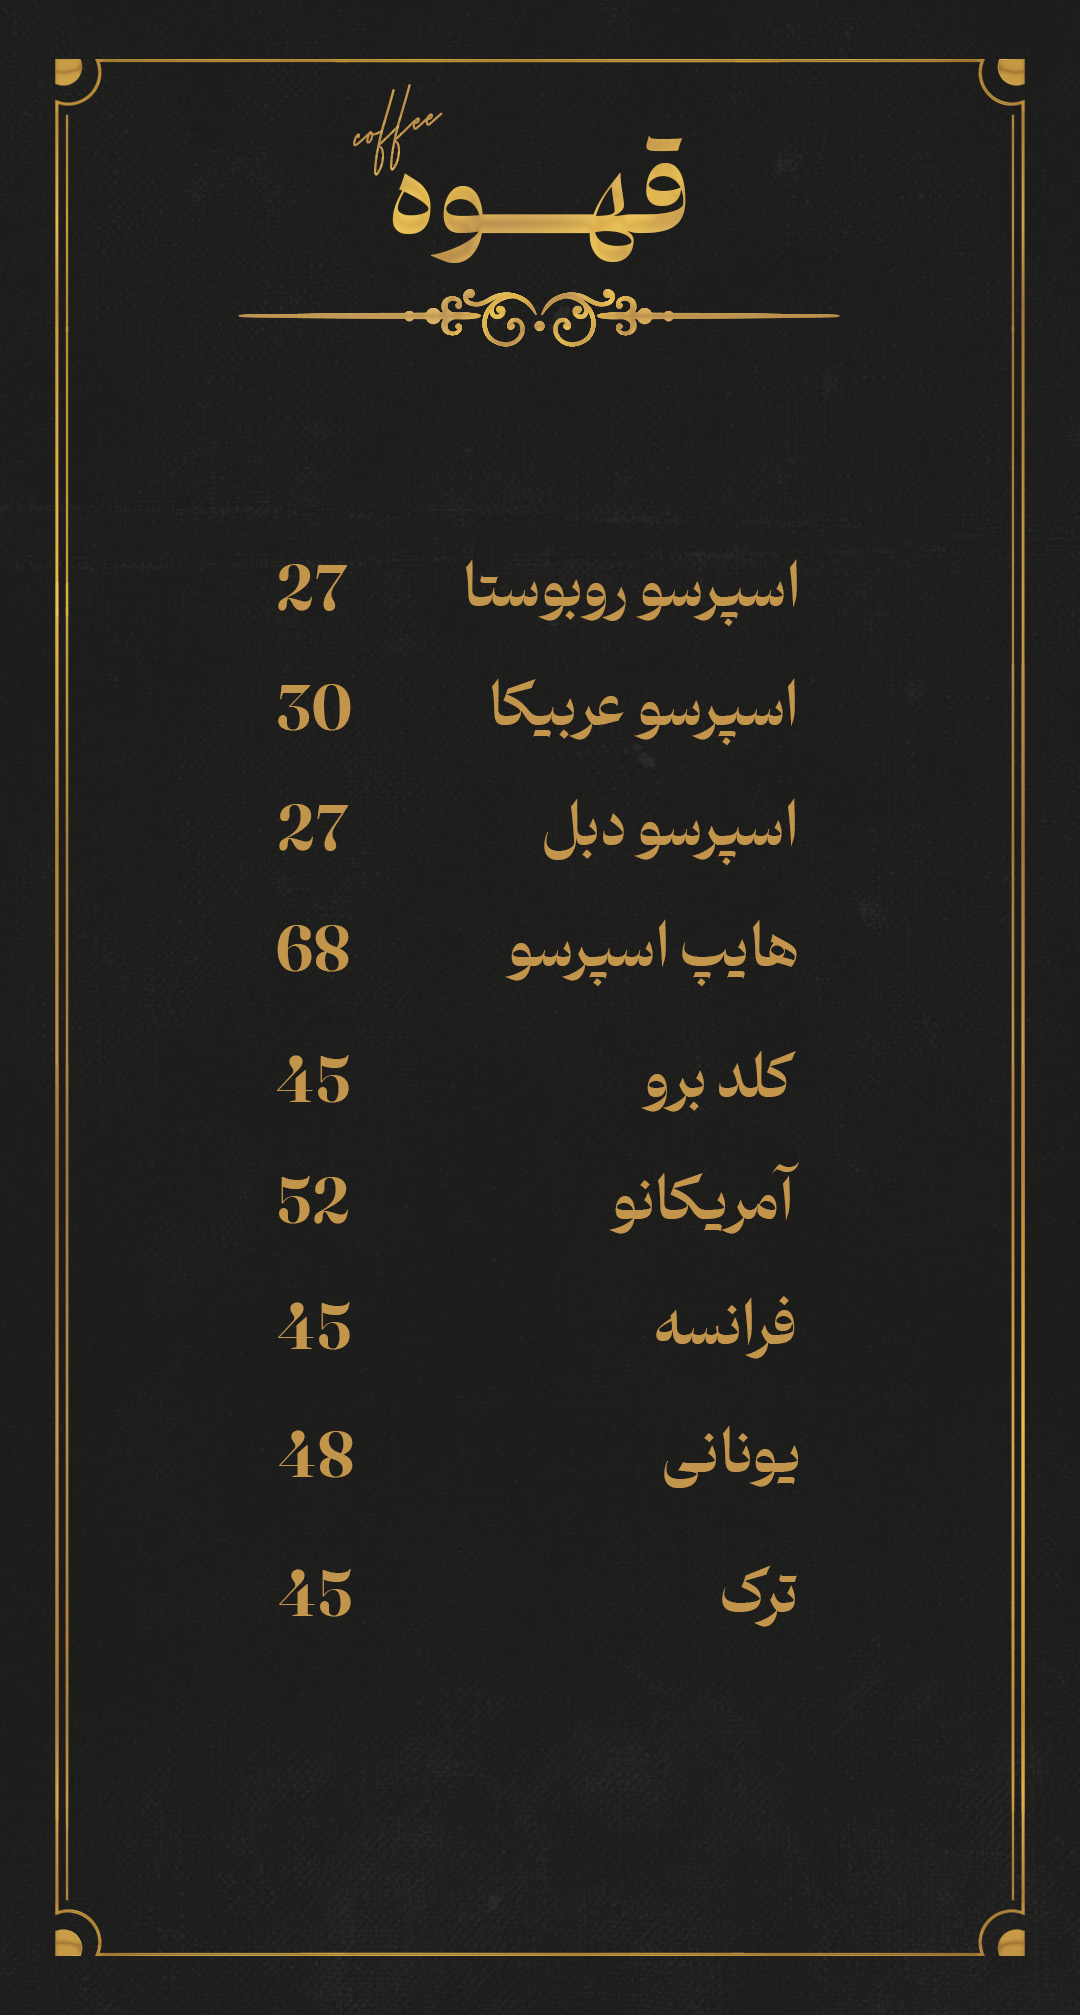 coffee
قهوه
اسپرسو روبوستا 27
اسپرسو عربیکا 30
اسپرسو دبل 27
هایپ اسپرسو 68
کلد برو 45
آمریکانو 52
فرانسه 45
یونانی 48
ترک 45